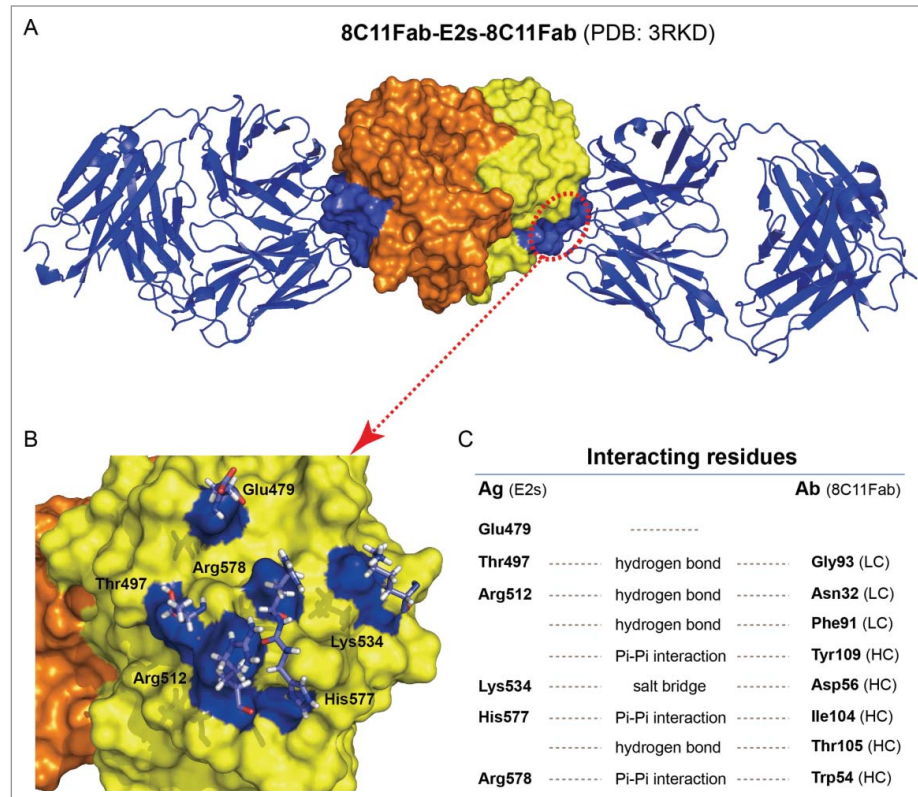 A
8C11Fab-E2s-8C11Fab (PDB: 3RKD)
B
Glu479
Arg578
Thr497
Lys534
Arg512
His577
C
Interacting residues
Ag (E2s) Ab (8C11Fab)
Glu479 ---------
Thr497 --------- hydrogen bond --------- Gly93 (LC)
Arg512 --------- hydrogen bond --------- Asn32 (LC)
--------- hydrogen bond --------- Phe91 (LC)
--------- Pi-Pi interaction --------- Tyr109 (HC)
Lys534 --------- salt bridge --------- Asp56 (HC)
His577 --------- Pi-Pi interaction --------- Ile104 (HC)
--------- hydrogen bond --------- Thr105 (HC)
Arg578 --------- Pi-Pi interaction --------- Trp54 (HC)